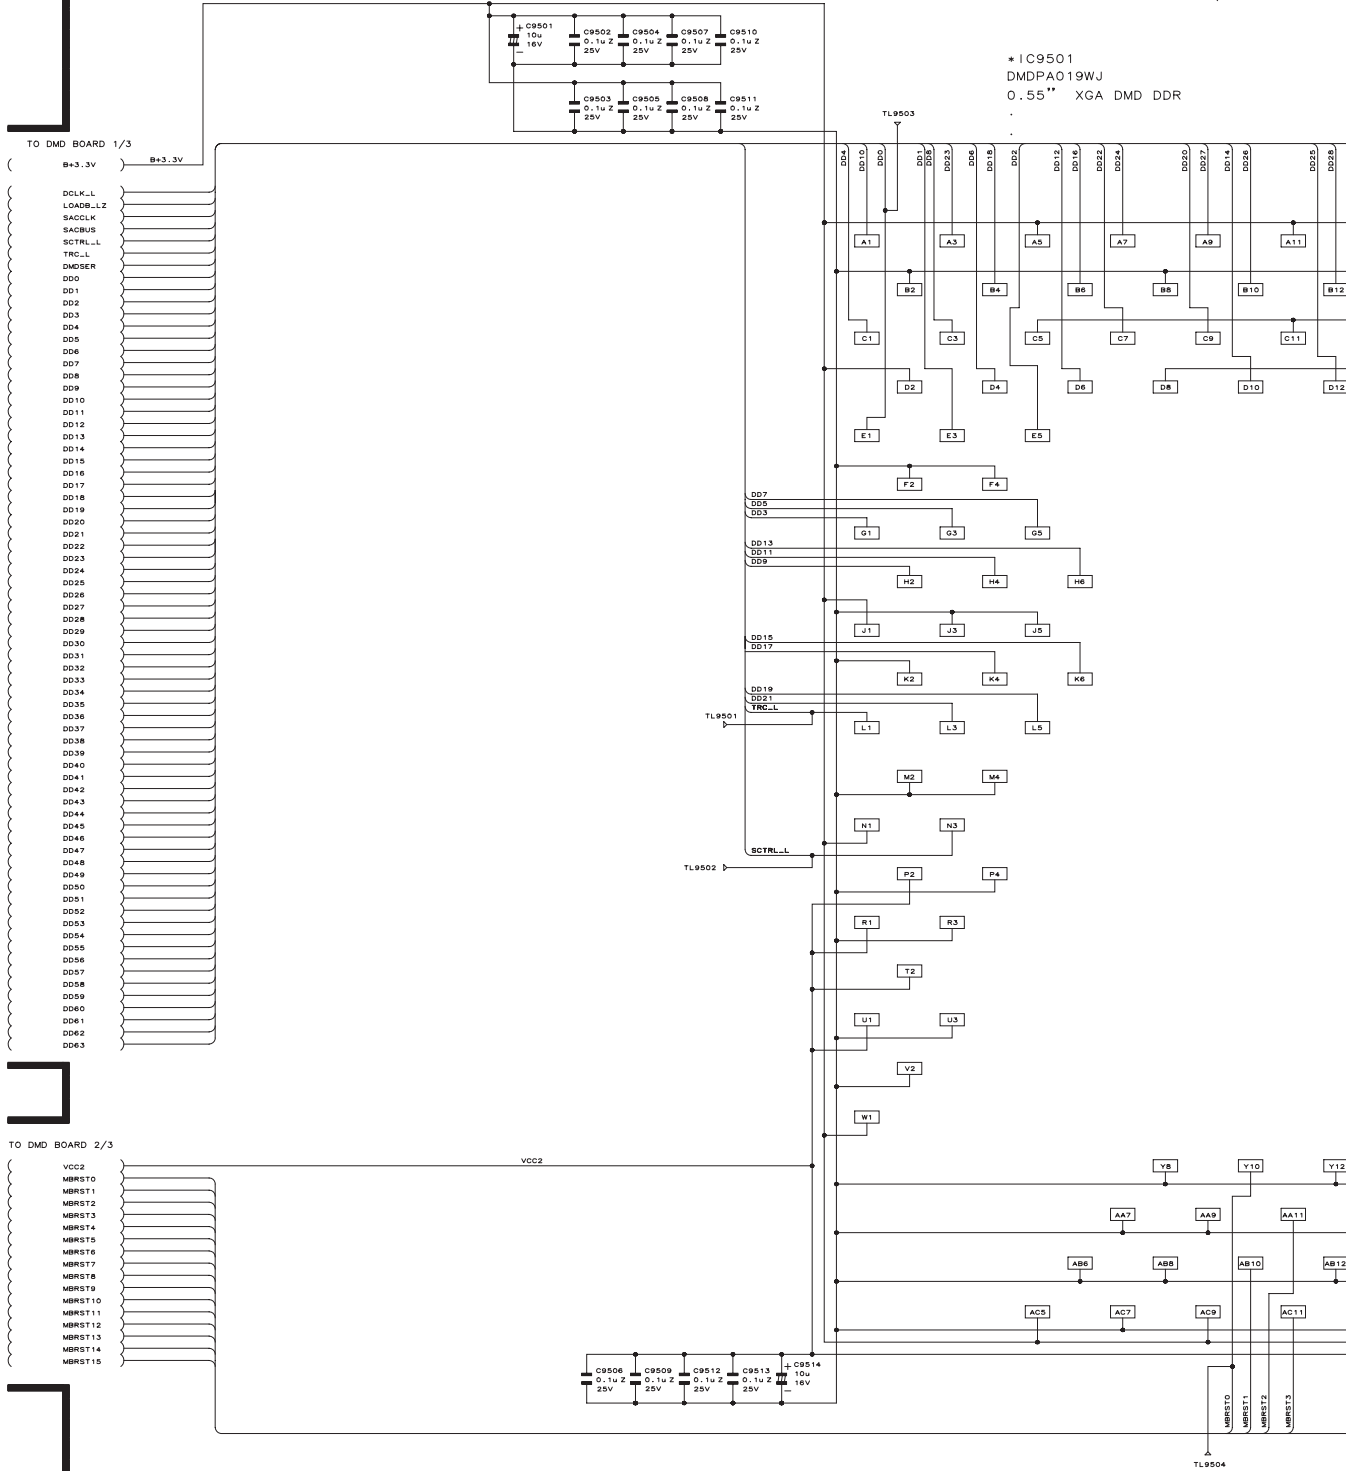 C9501
10u
16V
C9502
0.1uZ
25V
C9504
0.1uZ
25V
C9507
0.1uZ
25V
C9510
0.1uZ
25V
C9503
0.1uZ
25V
C9505
0.1uZ
25V
C9508
0.1uZ
25V
C9511
0.1uZ
25V
*IC9501
DMDPA019WJ
0.55" XGA DMD DDR
TL9503
TO DMD BOARD 1/3
B+3.3V B+3.3V
DCLK_L
LOADB_LZ
SACCLK
SACBUS
SCTRL_L
TRC_L
DMDSER
DD0
DD1
DD2
DD3
DD4
DD5
DD6
DD7
DD8
DD9
DD10
DD11
DD12
DD13
DD14
DD15
DD16
DD17
DD18
DD19
DD20
DD21
DD22
DD23
DD24
DD25
DD26
DD27
DD28
DD29
DD30
DD31
DD32
DD33
DD34
DD35
DD36
DD37
DD38
DD39
DD40
DD41
DD42
DD43
DD44
DD45
DD46
DD47
DD48
DD49
DD50
DD51
DD52
DD53
DD54
DD55
DD56
DD57
DD58
DD59
DD60
DD61
DD62
DD63
DD4 DD10 DD0 DD1 DD8 DD23 DD6 DD18 DD2 DD12 DD16 DD22 DD24 DD20 DD27 DD14 DD26 DD25 DD28
A1 A3 A5 A7 A9 A11
B2 B4 B6 B8 B10 B12
C1 C3 C5 C7 C9 C11
D2 D4 D6 D8 D10 D12
E1 E3 E5
F2 F4
DD7
DD5
DD3
G1 G3 G5
DD13
DD11
DD9
H2 H4 H6
J1 J3 J5
DD15
DD17
K2 K4 K6
DD19
DD21
TRC_L
TL9501
L1 L3 L5
M2 M4
N1 N3
SCTRL_L
TL9502
P2 P4
R1 R3
T2
U1 U3
V2
W1
TO DMD BOARD 2/3
VCC2 VCC2
MBRST0
MBRST1
MBRST2
MBRST3
MBRST4
MBRST5
MBRST6
MBRST7
MBRST8
MBRST9
MBRST10
MBRST11
MBRST12
MBRST13
MBRST14
MBRST15
Y8 Y10 Y12
AA7 AA9 AA11
AB6 AB8 AB10 AB12
AC5 AC7 AC9 AC11
C9506
0.1uZ
25V
C9509
0.1uZ
25V
C9512
0.1uZ
25V
C9513
0.1uZ
25V
C9514
10u
16V
MBRST0 MBRST1 MBRST2 MBRST3
TL9504